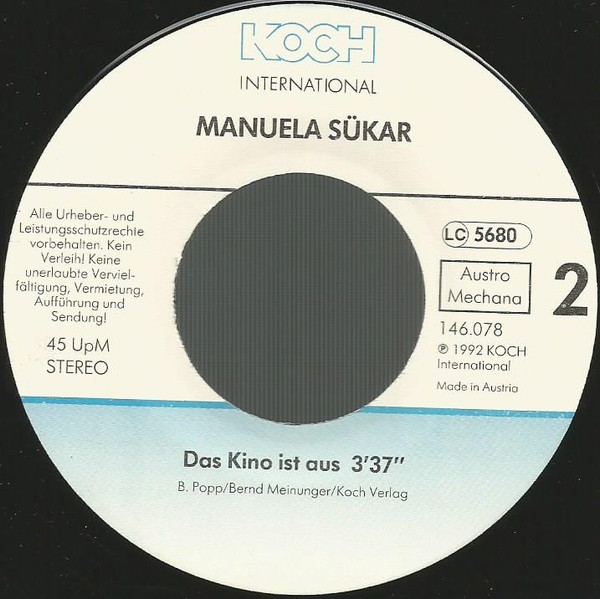 KOCH
INTERNATIONAL
MANUELA SÜKAR
Alle Urheber- und
Leistungsschutzrechte
vorbehalten. Kein
Verleih! Keine
unerlaubte Verviel-
fältigung, Vermietung,
Aufführung und
Sendung!
45 UpM
STEREO
LC 5680
Austro
Mechana
2
146.078
℗ 1992 KOCH
International
Made in Austria
Das Kino ist aus 3'37"
B. Popp/Bernd Meinunger/Koch Verlag